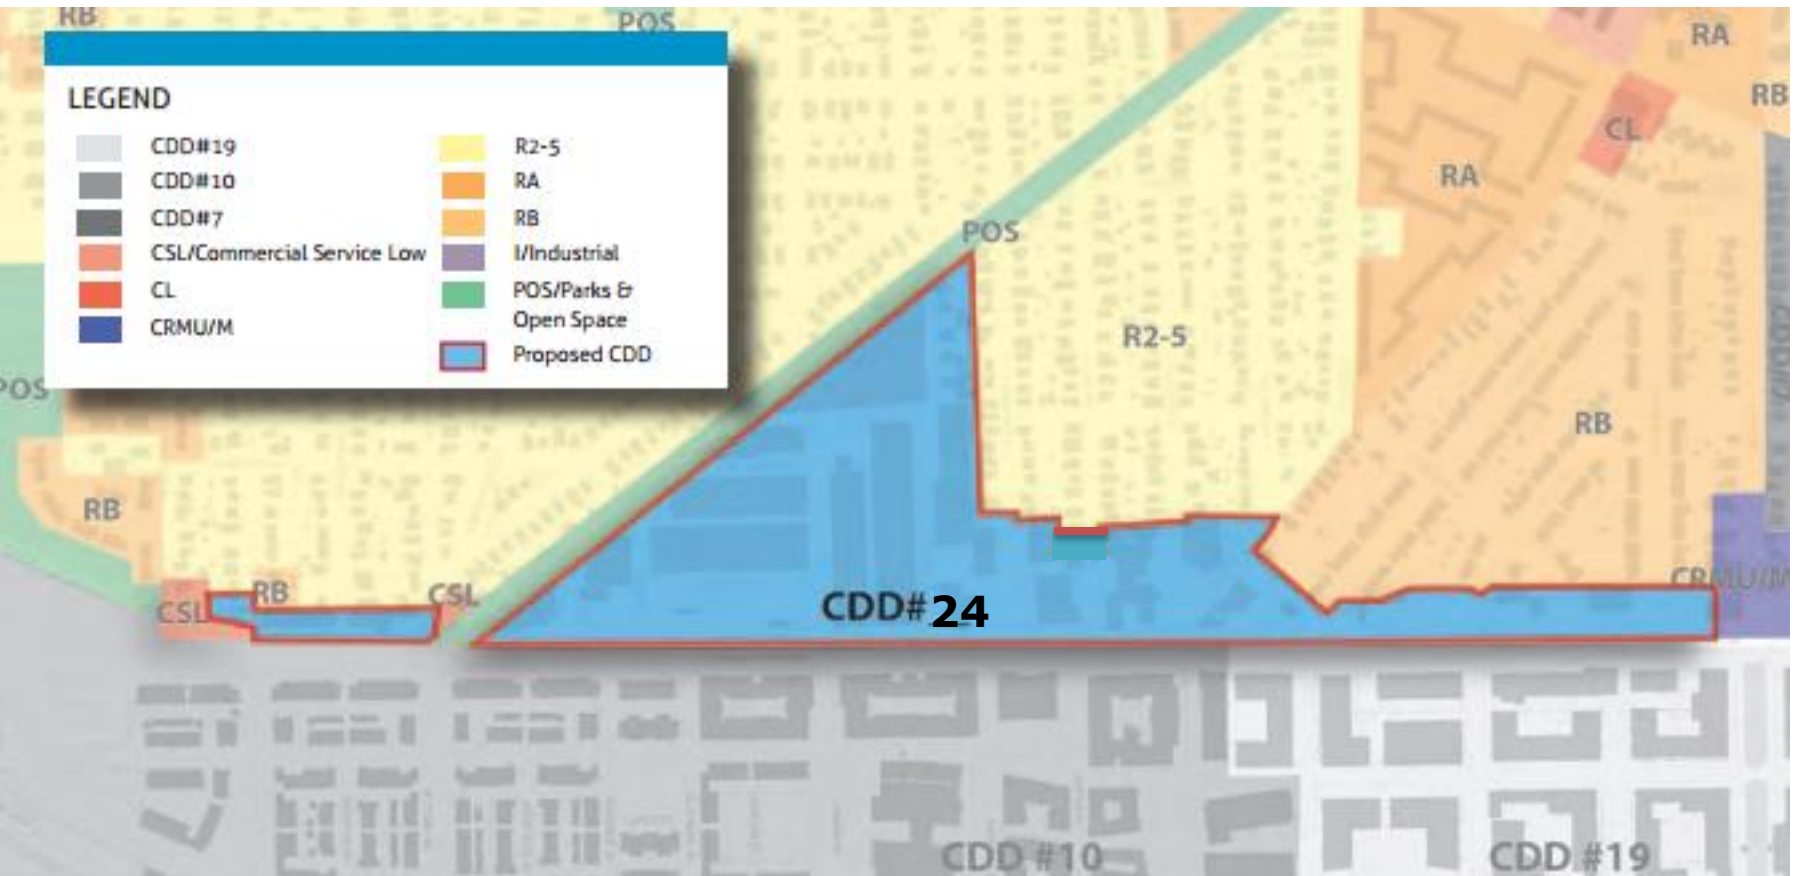 RB
POS
RA
LEGEND
RB
CDD#19
R2-5
CL
CDD#10
RA
RA
CDD#7
RB
POS
CSL/Commercial Service Low
I/Industrial
CL
POS/Parks &
Open Space
CRMU/M
R2-5
Proposed CDD
POS
RB
RB
CRMU/M
RB
CSL
CSL
CDD#24
CDD #10
CDD #19